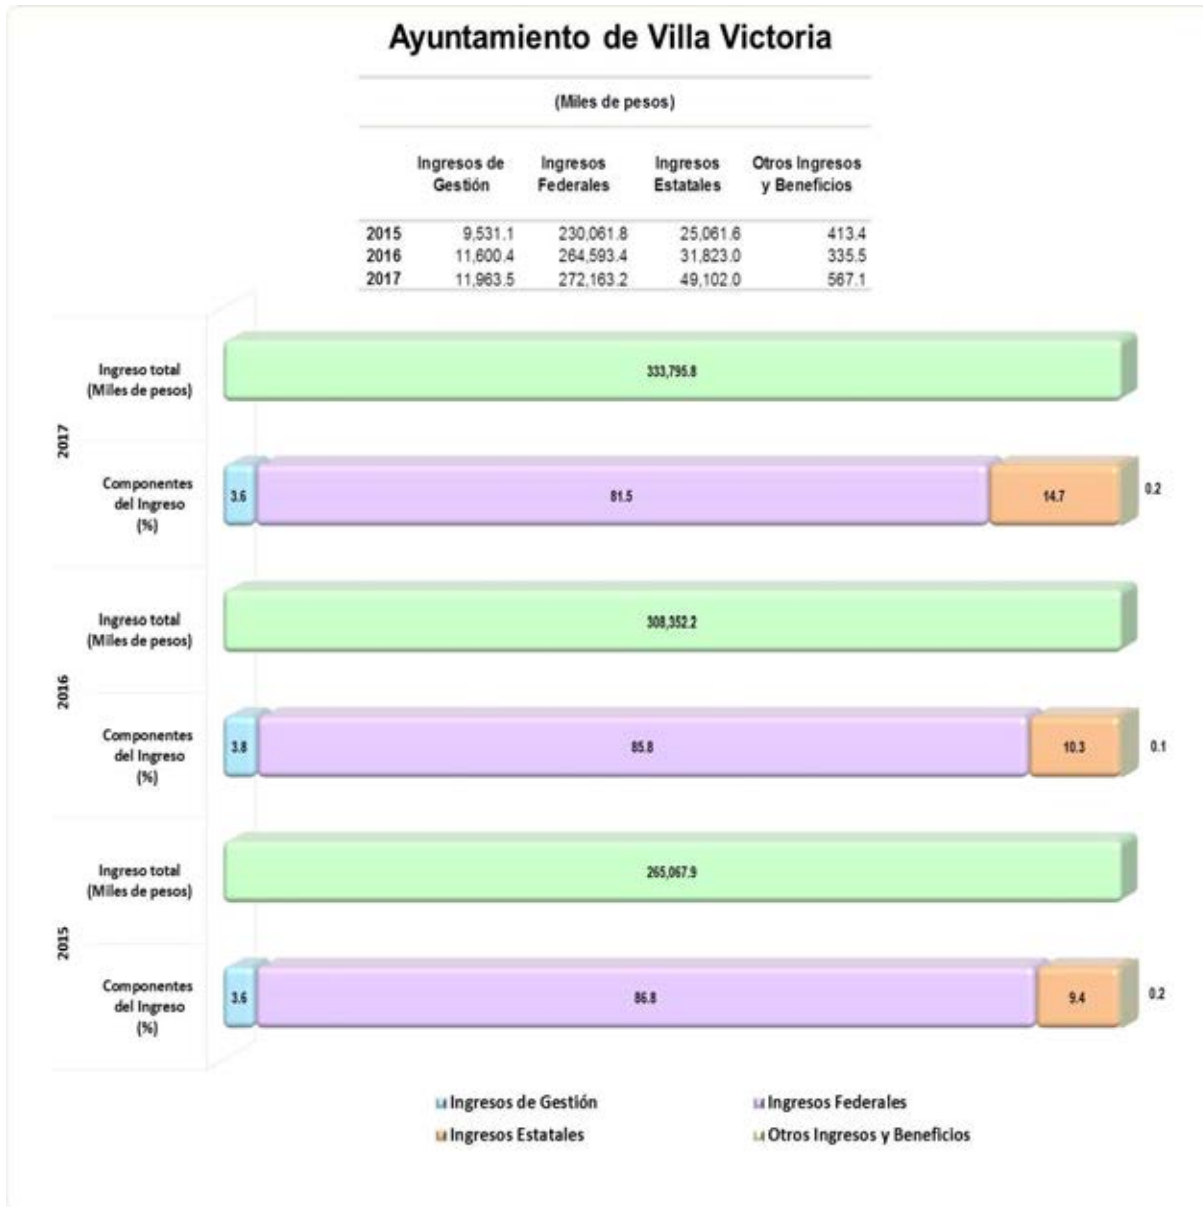 Ayuntamiento de Villa Victoria
(Miles de pesos)
Ingresos de Gestión Ingresos Federales Ingresos Estatales Otros Ingresos y Beneficios
2015 9,531.1 230,061.8 25,061.6 413.4
2016 11,600.4 264,593.4 31,823.0 335.5
2017 11,963.5 272,163.2 49,102.0 567.1
2017
Ingreso total
(Miles de pesos)
333,795.8
Componentes
del Ingreso
(%)
3.6 81.5 14.7 0.2
2016
Ingreso total
(Miles de pesos)
308,352.2
Componentes
del Ingreso
(%)
3.8 85.8 10.3 0.1
2015
Ingreso total
(Miles de pesos)
265,067.9
Componentes
del Ingreso
(%)
3.6 86.8 9.4 0.2
Ingresos de Gestión Ingresos Federales
Ingresos Estatales Otros Ingresos y Beneficios